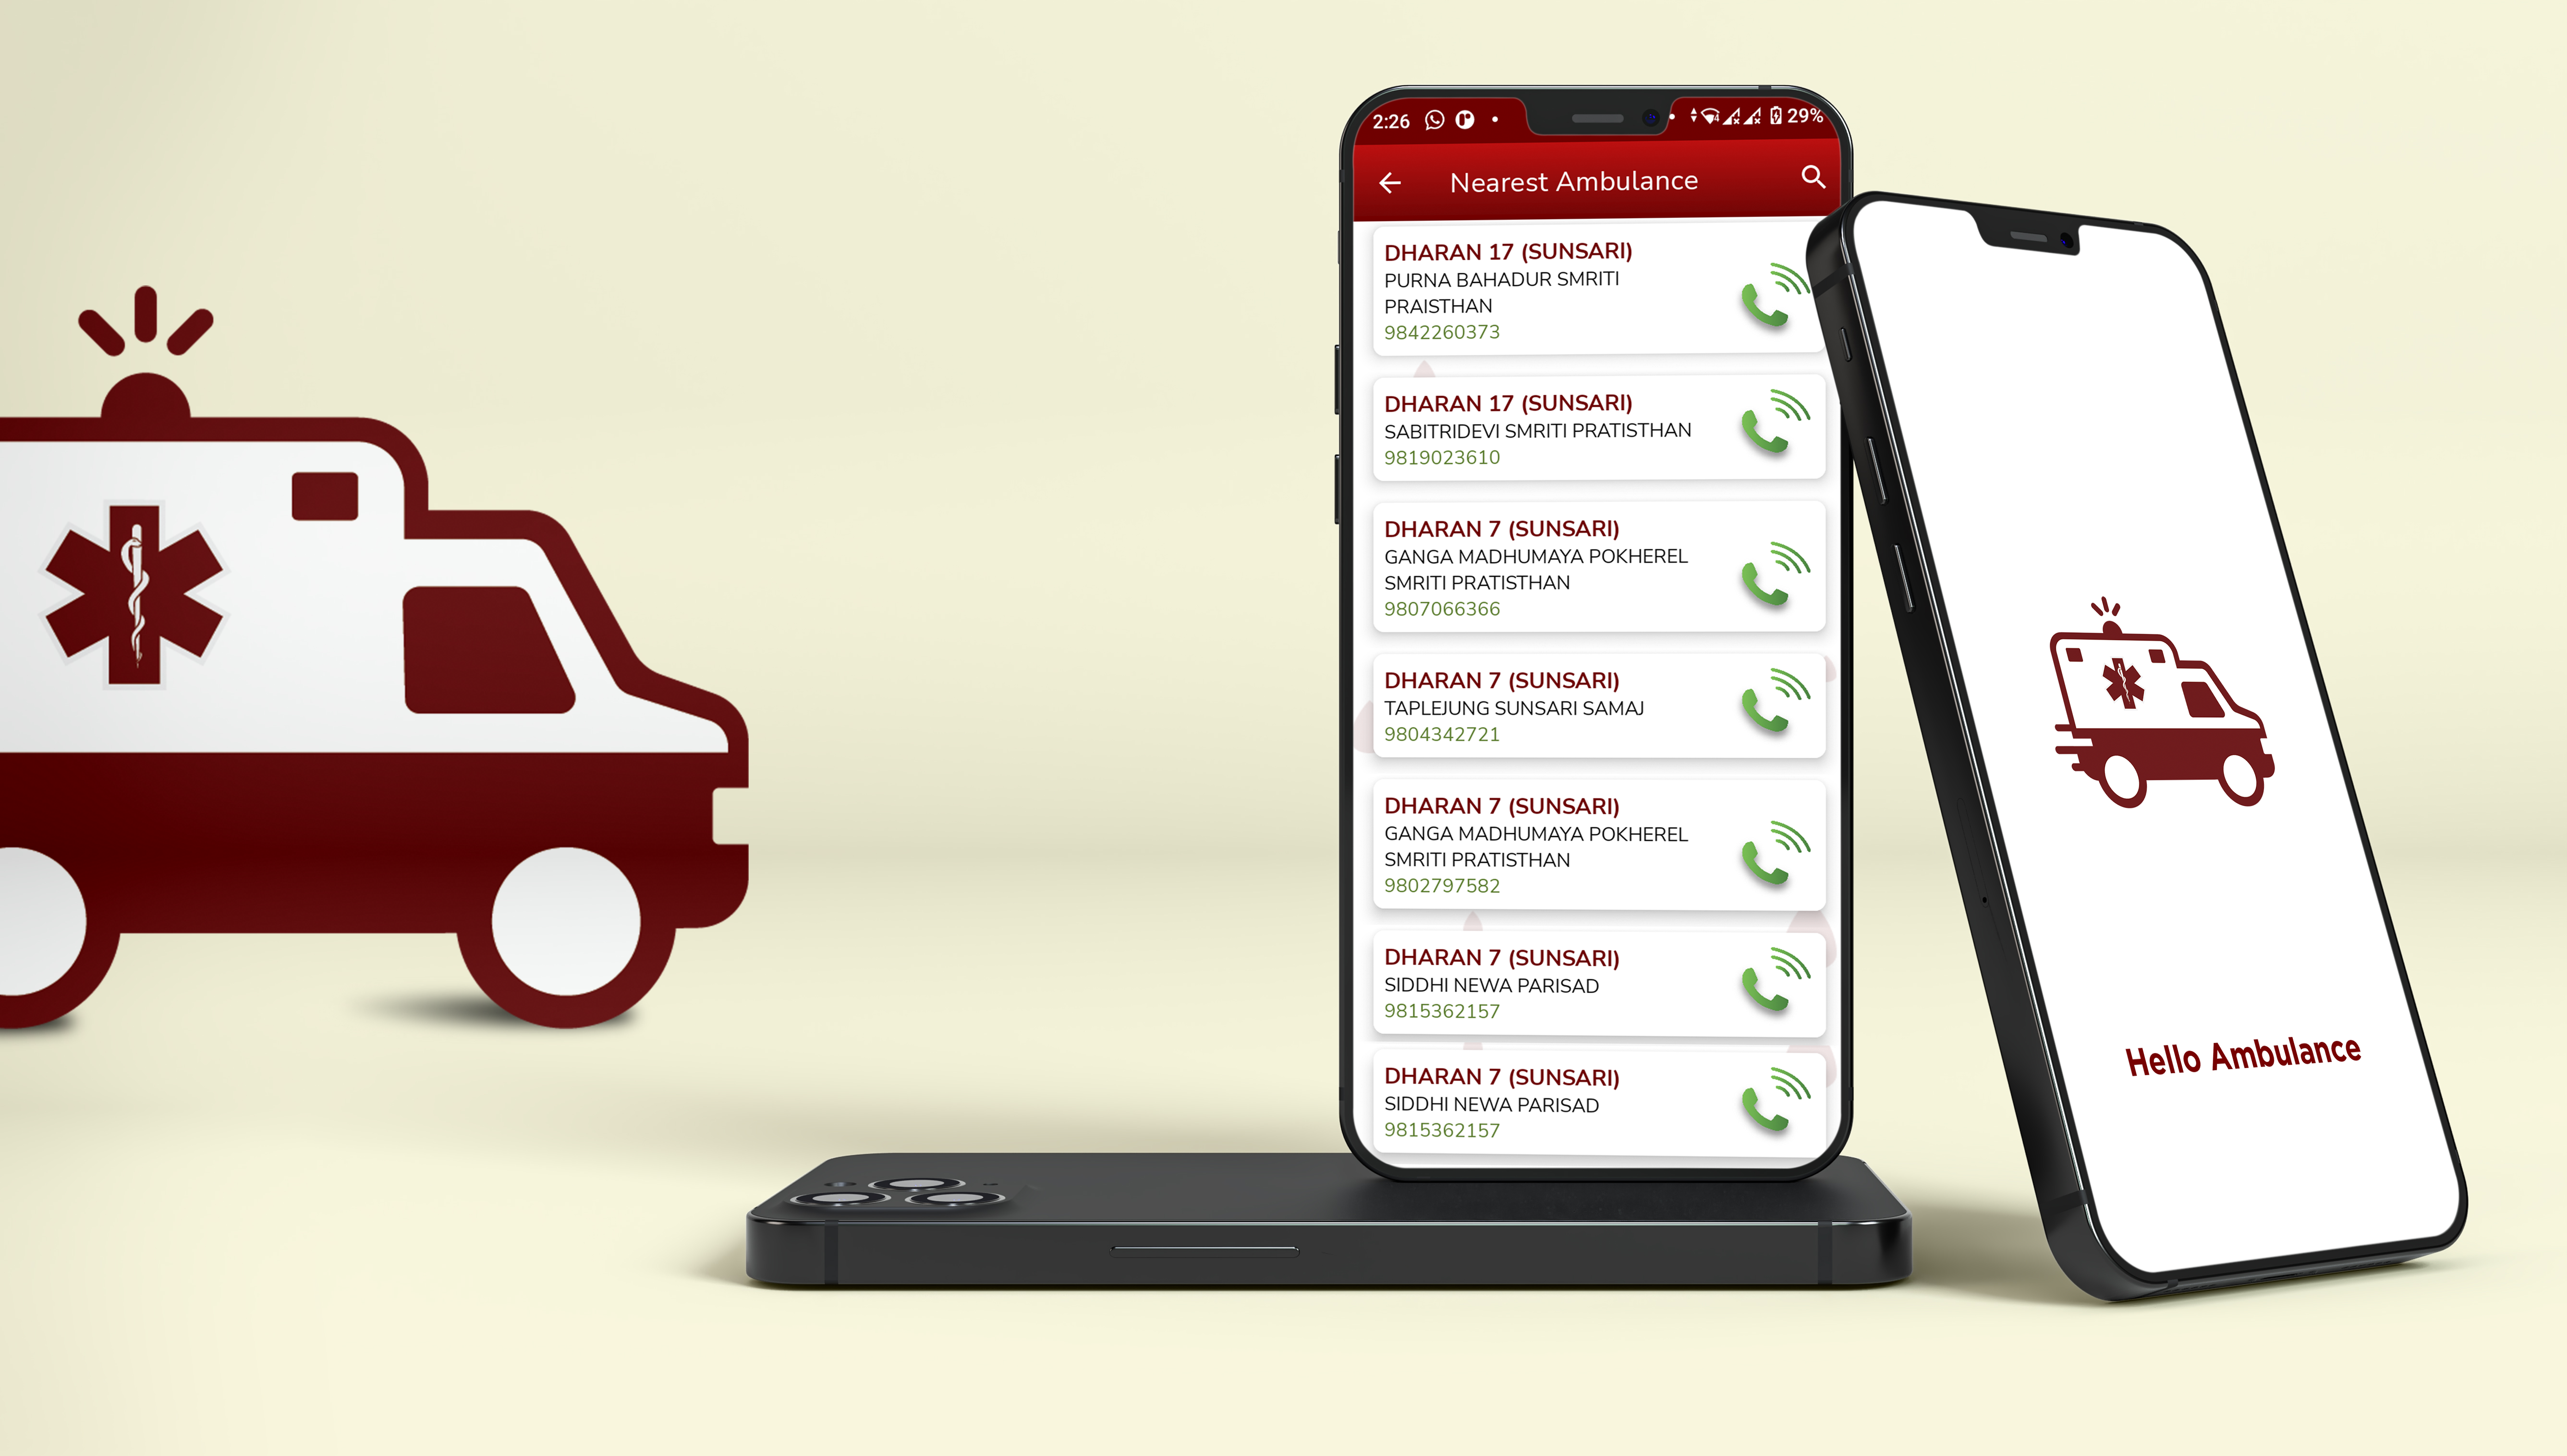 2:26
29%
Nearest Ambulance
DHARAN 17 (SUNSARI)
PURNA BAHADUR SMRITI
PRAISTHAN
9842260373
DHARAN 17 (SUNSARI)
SABITRIDEVI SMRITI PRATISTHAN
9819023610
DHARAN 7 (SUNSARI)
GANGA MADHUMAYA POKHEREL
SMRITI PRATISTHAN
9807066366
DHARAN 7 (SUNSARI)
TAPLEJUNG SUNSARI SAMAJ
9804342721
DHARAN 7 (SUNSARI)
GANGA MADHUMAYA POKHEREL
SMRITI PRATISTHAN
9802797582
DHARAN 7 (SUNSARI)
SIDDHI NEWA PARISAD
9815362157
DHARAN 7 (SUNSARI)
SIDDHI NEWA PARISAD
9815362157
Hello Ambulance